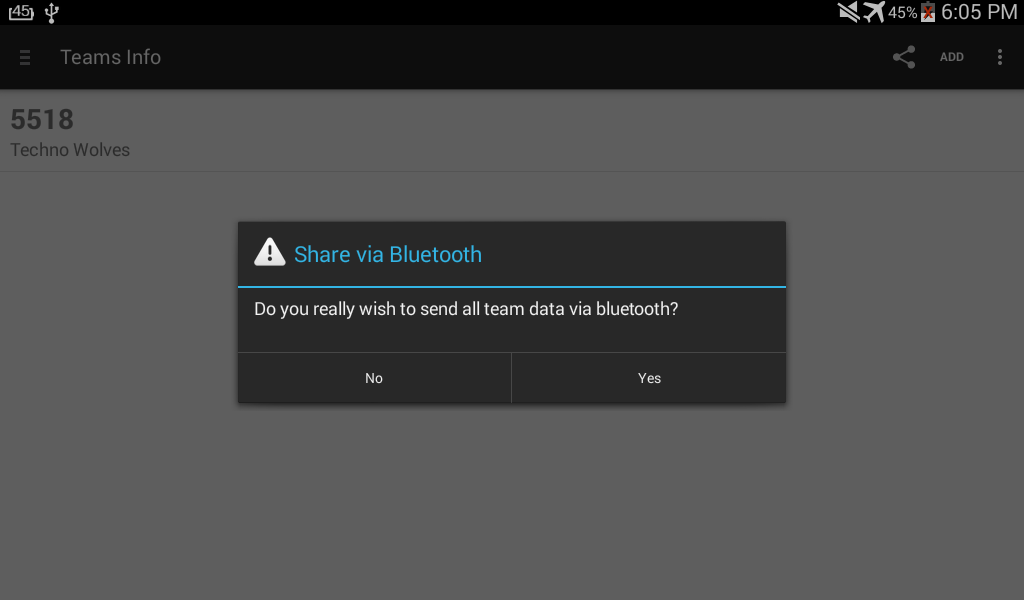 45
45% 6:05 PM
Teams Info
ADD
5518
Techno Wolves
Share via Bluetooth
Do you really wish to send all team data via bluetooth?
No
Yes